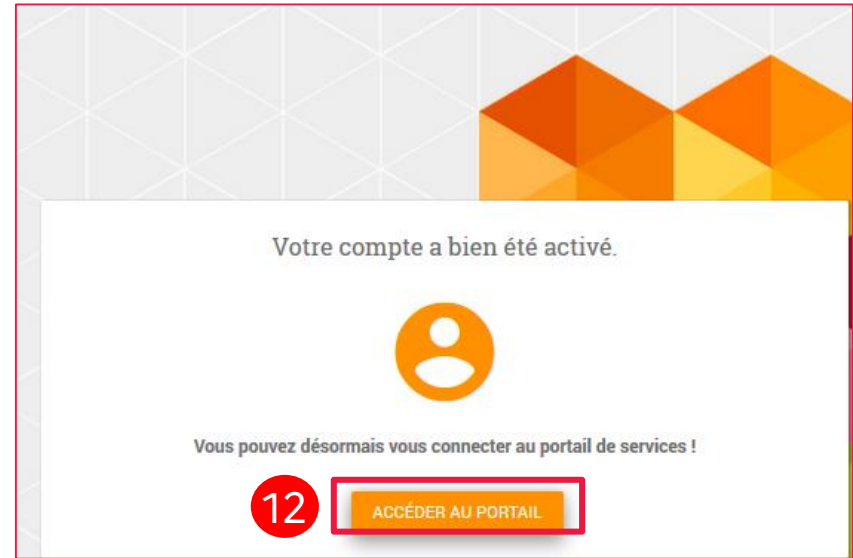 Votre compte a bien été activé.
Vous pouvez désormais vous connecter au portail de services !
12
ACCÉDER AU PORTAIL